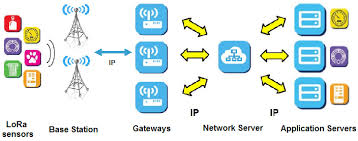 IP
IP
IP
LoRa
sensors
Base Station
Gateways
Network Server
Application Servers